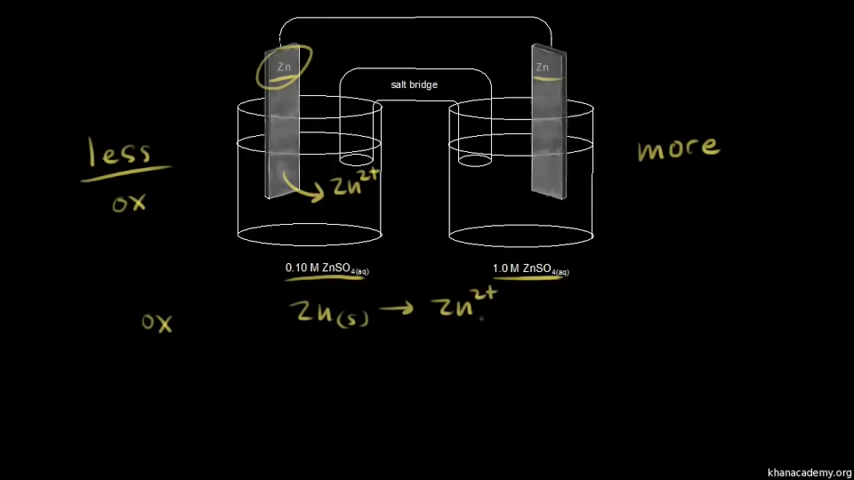 Zn
Zn
salt bridge
less
more
Zn²⁺
ox
0.10 M ZnSO₄(aq)
1.0 M ZnSO₄(aq)
ox Zn(s) → Zn²⁺
khanacademy.org